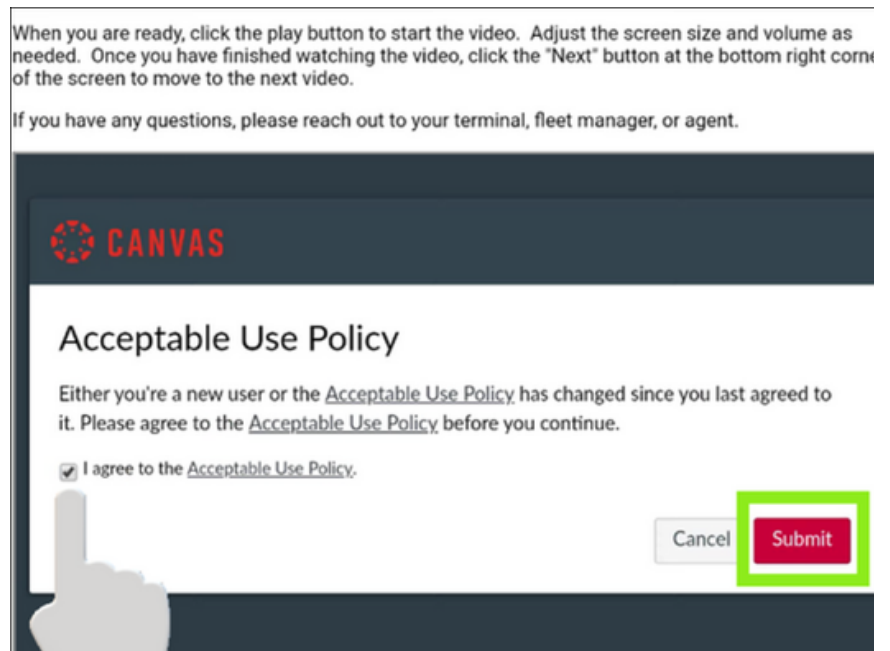 When you are ready, click the play button to start the video. Adjust the screen size and volume as
needed. Once you have finished watching the video, click the "Next" button at the bottom right corne
of the screen to move to the next video.
If you have any questions, please reach out to your terminal, fleet manager, or agent.
CANVAS
Acceptable Use Policy
Either you're a new user or the Acceptable Use Policy has changed since you last agreed to
it. Please agree to the Acceptable Use Policy before you continue.
I agree to the Acceptable Use Policy.
Cancel Submit